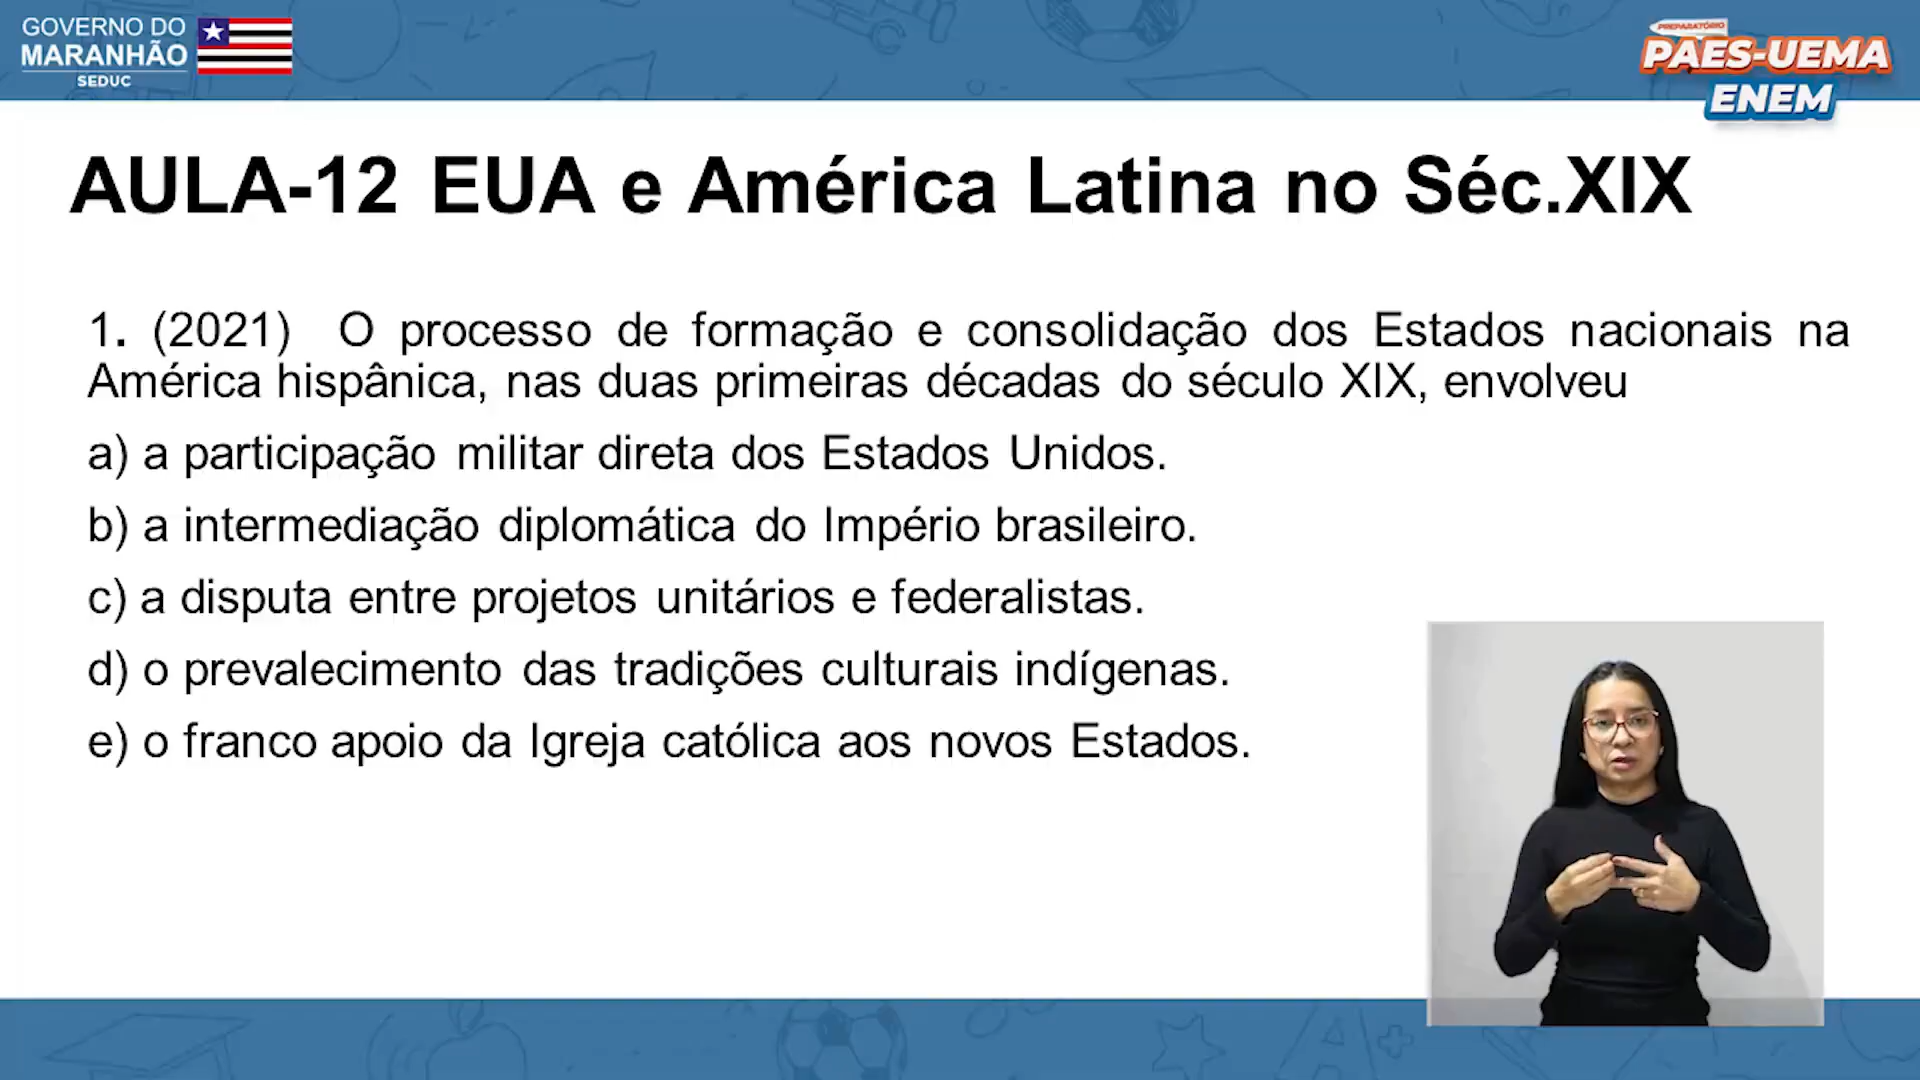 GOVERNO DO
MARANHÃO
SEDUC
PREPARATÓRIO
PAES-UEMA
ENEM
AULA-12 EUA e América Latina no Séc.XIX
1. (2021) O processo de formação e consolidação dos Estados nacionais na
América hispânica, nas duas primeiras décadas do século XIX, envolveu
a) a participação militar direta dos Estados Unidos.
b) a intermediação diplomática do Império brasileiro.
c) a disputa entre projetos unitários e federalistas.
d) o prevalecimento das tradições culturais indígenas.
e) o franco apoio da Igreja católica aos novos Estados.
A+